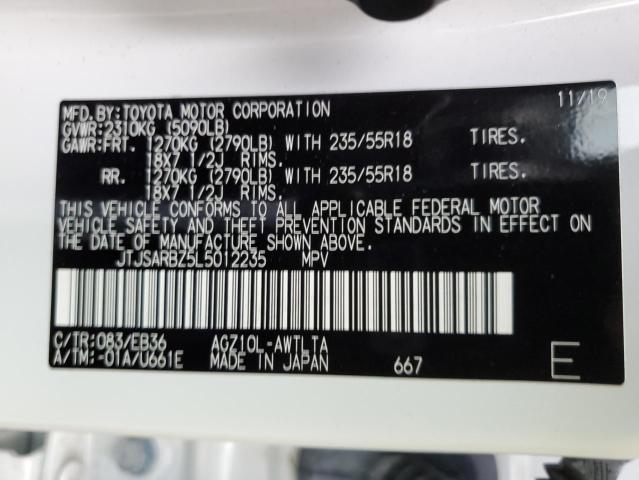 11/19
MFD.BY:TOYOTA MOTOR CORPORATION
GVWR:2310KG (5090LB)
GAWR:FRT. 1270KG (2790LB) WITH 235/55R18 TIRES.
18X7 1/2J RIMS.
RR. 1270KG (2790LB) WITH 235/55R18 TIRES.
18X7 1/2J RIMS.
THIS VEHICLE CONFORMS TO ALL APPLICABLE FEDERAL MOTOR
VEHICLE SAFETY AND THEFT PREVENTION STANDARDS IN EFFECT ON
THE DATE OF MANUFACTURE SHOWN ABOVE.
JTJSARBZ5L5012235 MPV
C/TR:083/EB36 AGZ10L-AWTLTA
A/TM:-01A/U661E MADE IN JAPAN 667 E